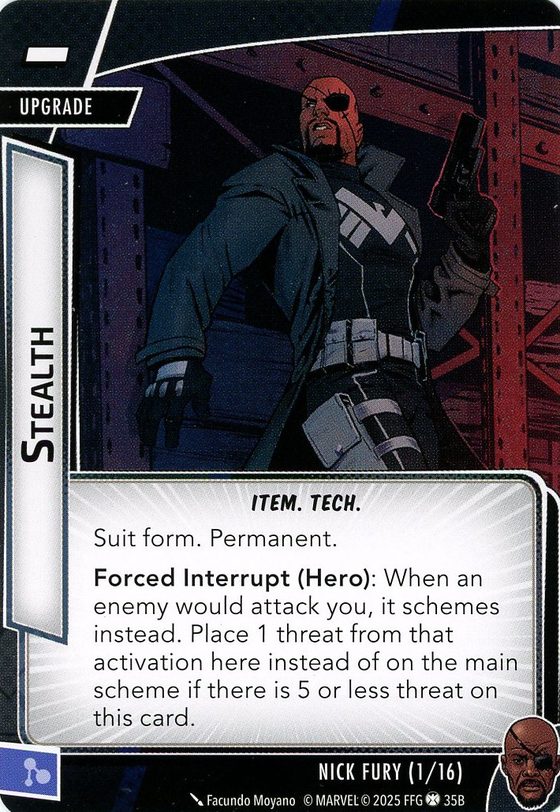 UPGRADE
STEALTH
ITEM. TECH.
Suit form. Permanent.
Forced Interrupt (Hero): When an
enemy would attack you, it schemes
instead. Place 1 threat from that
activation here instead of on the main
scheme if there is 5 or less threat on
this card.
NICK FURY (1/16)
Facundo Moyano © MARVEL © 2025 FFG 35B